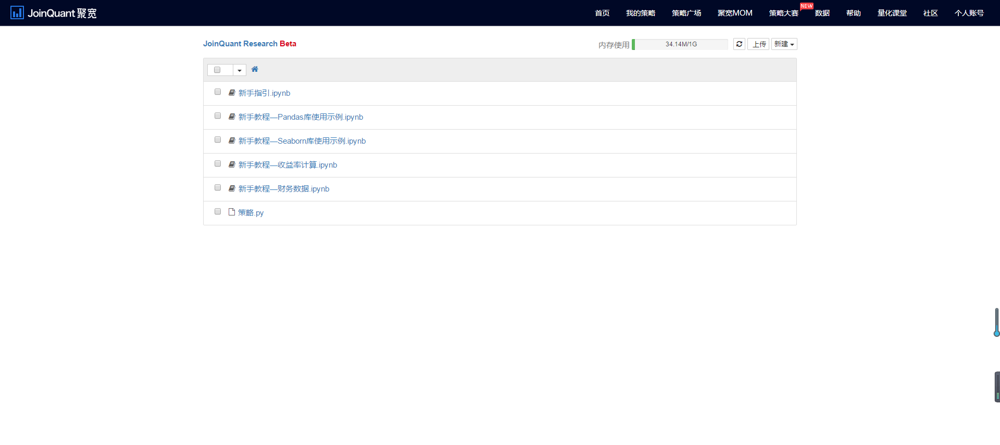 JoinQuant 聚宽 首页 我的策略 策略广场 聚宽MOM 策略大赛 NEW 数据 帮助 量化课堂 社区 个人账号
JoinQuant Research Beta 内存使用 34.14M/1G 上传 新建
新手指引.ipynb
新手教程—Pandas库使用示例.ipynb
新手教程—Seaborn库使用示例.ipynb
新手教程—收益率计算.ipynb
新手教程—财务数据.ipynb
策略.py